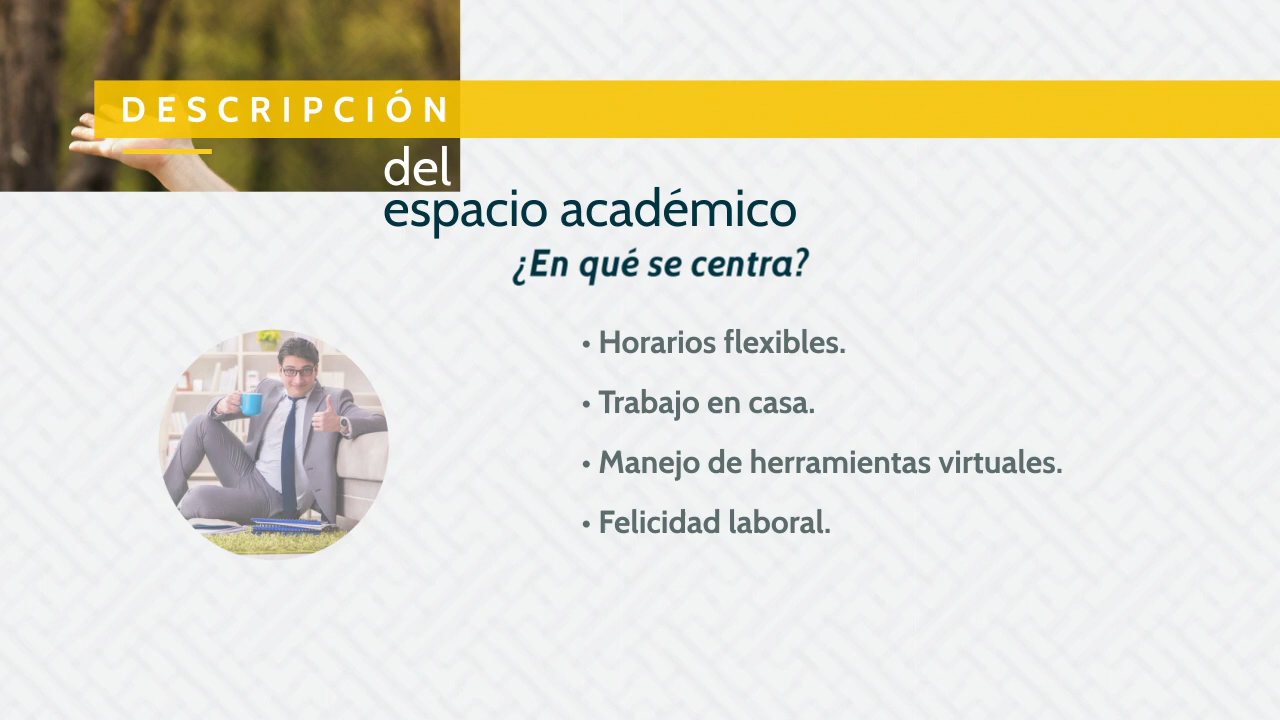 DESCRIPCIÓN
del
espacio académico
¿En qué se centra?
• Horarios flexibles.
• Trabajo en casa.
• Manejo de herramientas virtuales.
• Felicidad laboral.